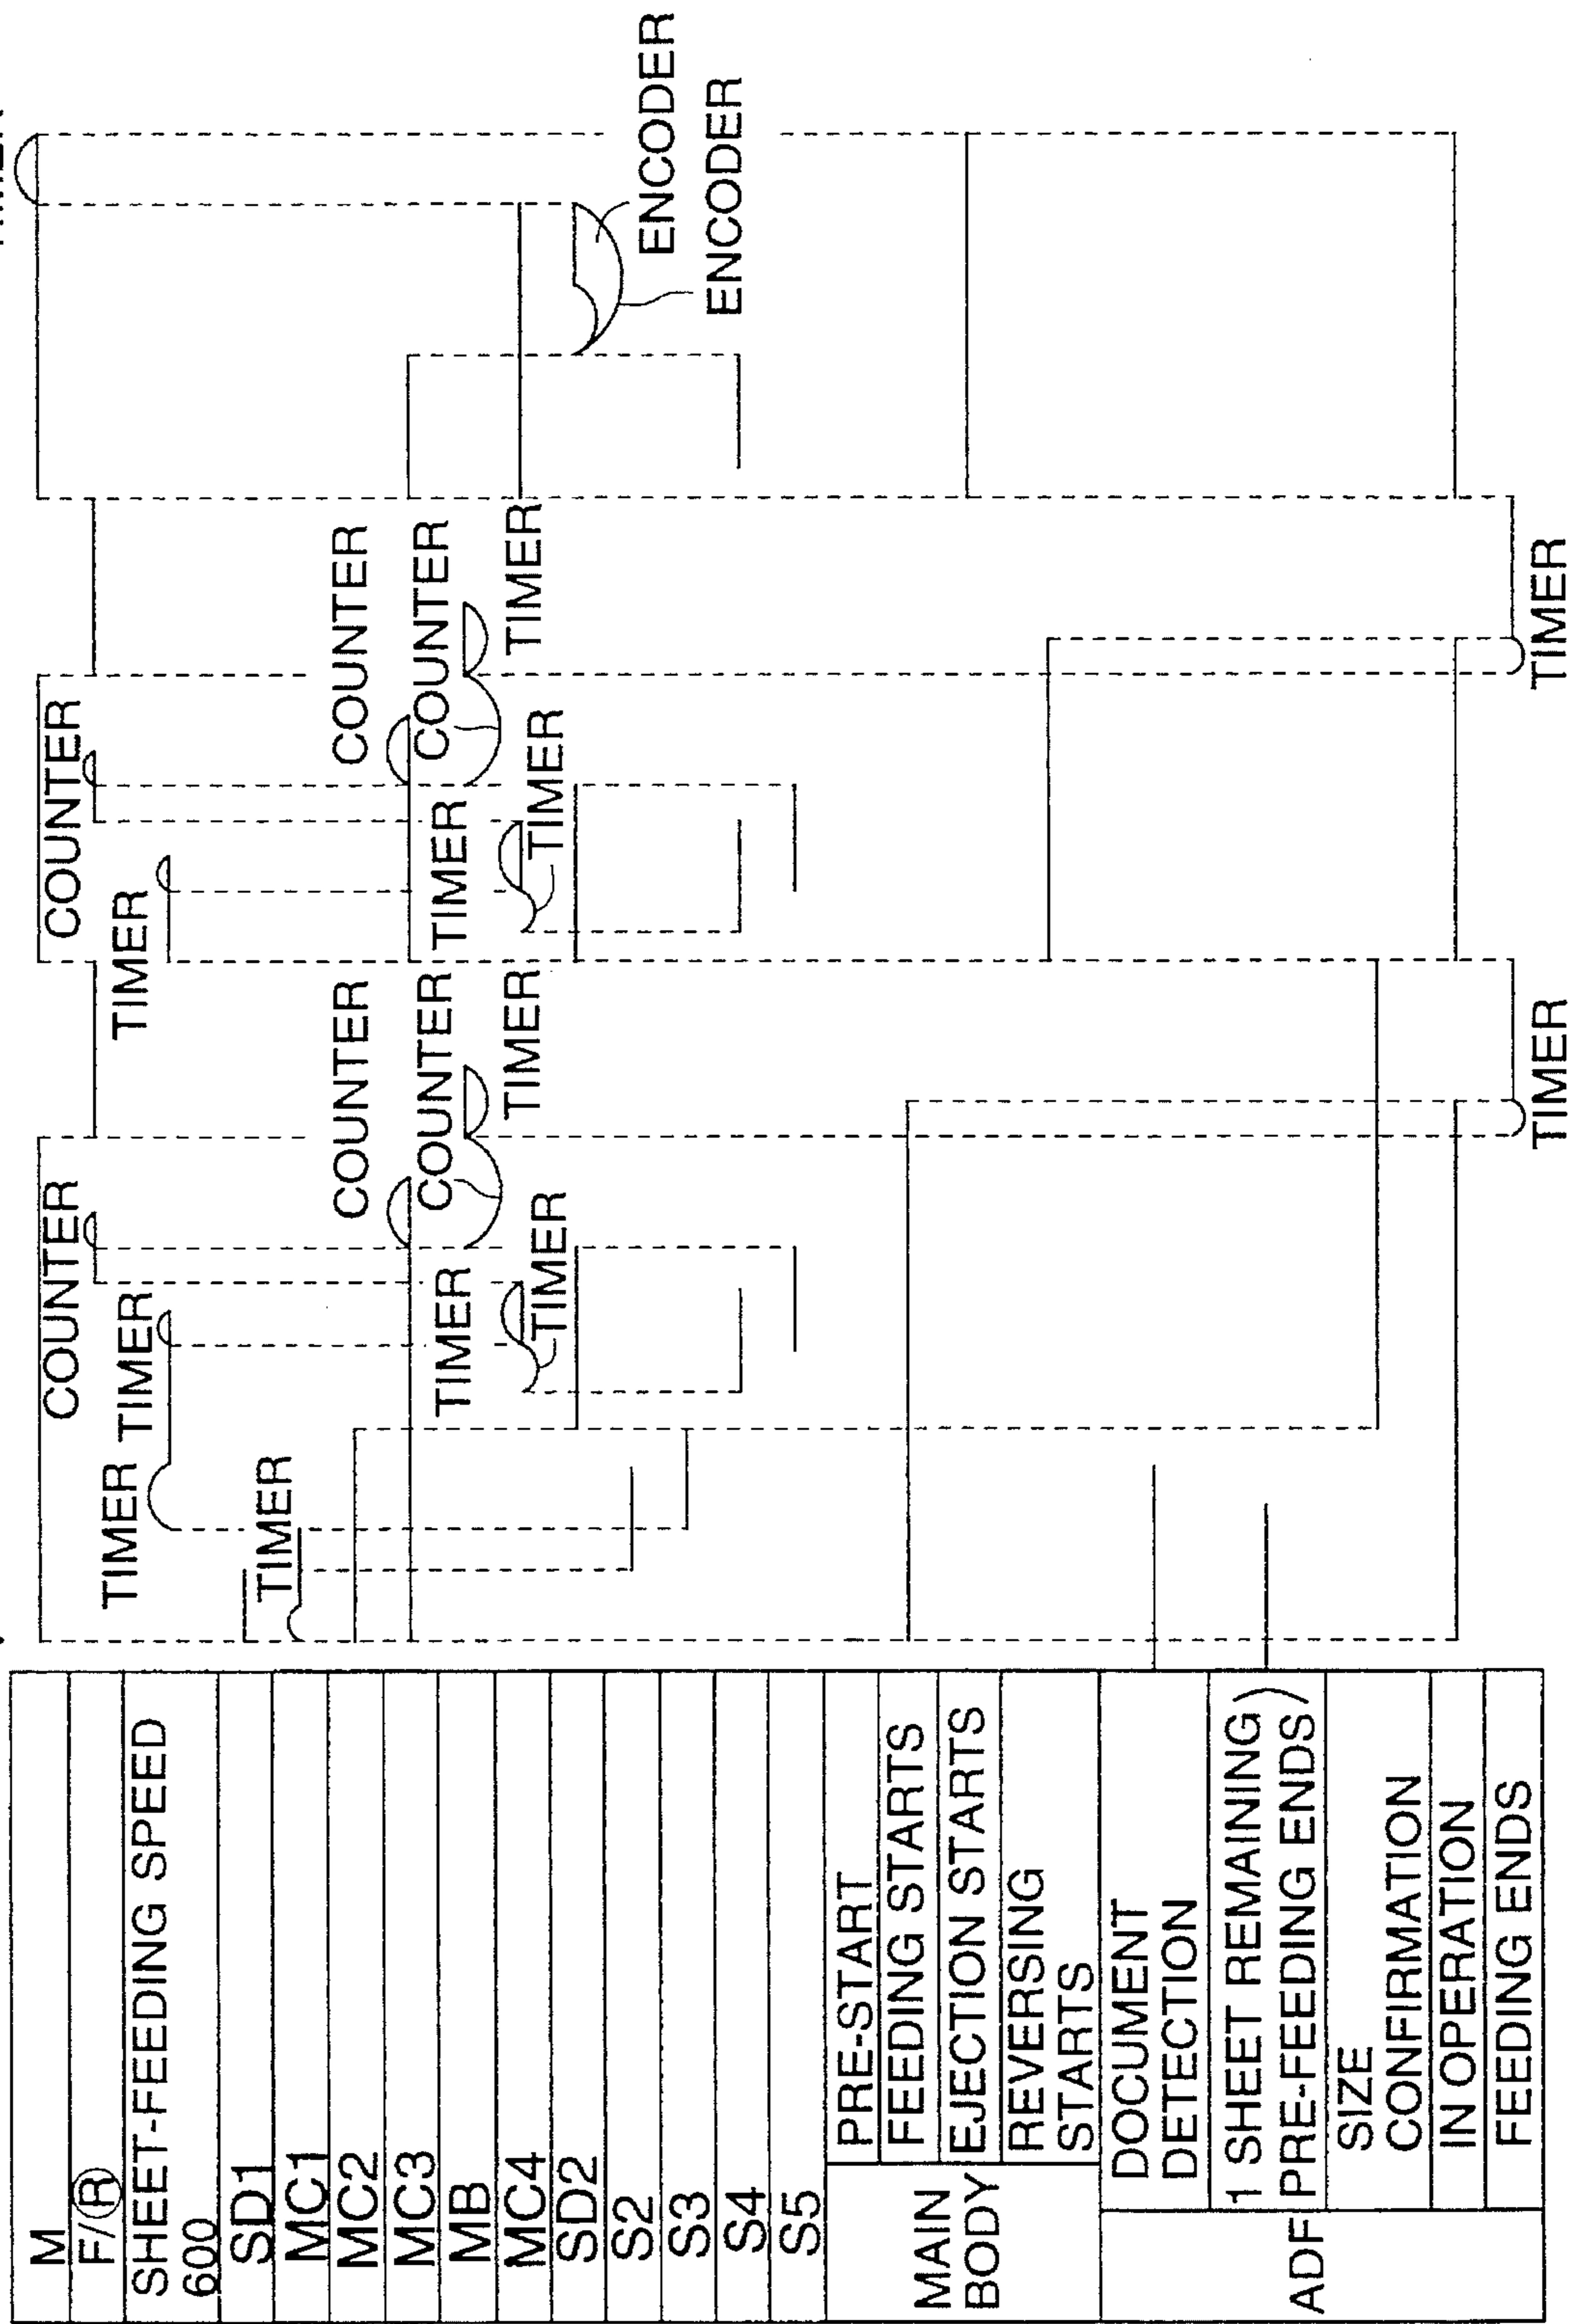 M
F/Ⓡ
SHEET-FEEDING SPEED
600
SD1
MC1
MC2
MC3
MB
MC4
SD2
S2
S3
S4
S5
MAIN
BODY
PRE-START
FEEDING STARTS
EJECTION STARTS
REVERSING
STARTS
ADF
DOCUMENT
DETECTION
1 SHEET REMAINING
PRE-FEEDING ENDS
SIZE
CONFIRMATION
IN OPERATION
FEEDING ENDS
COUNTER
COUNTER
TIMER
TIMER
TIMER
TIMER
COUNTER
COUNTER
COUNTER
COUNTER
TIMER
TIMER
TIMER
TIMER
TIMER
TIMER
ENCODER
ENCODER
TIMER
TIMER